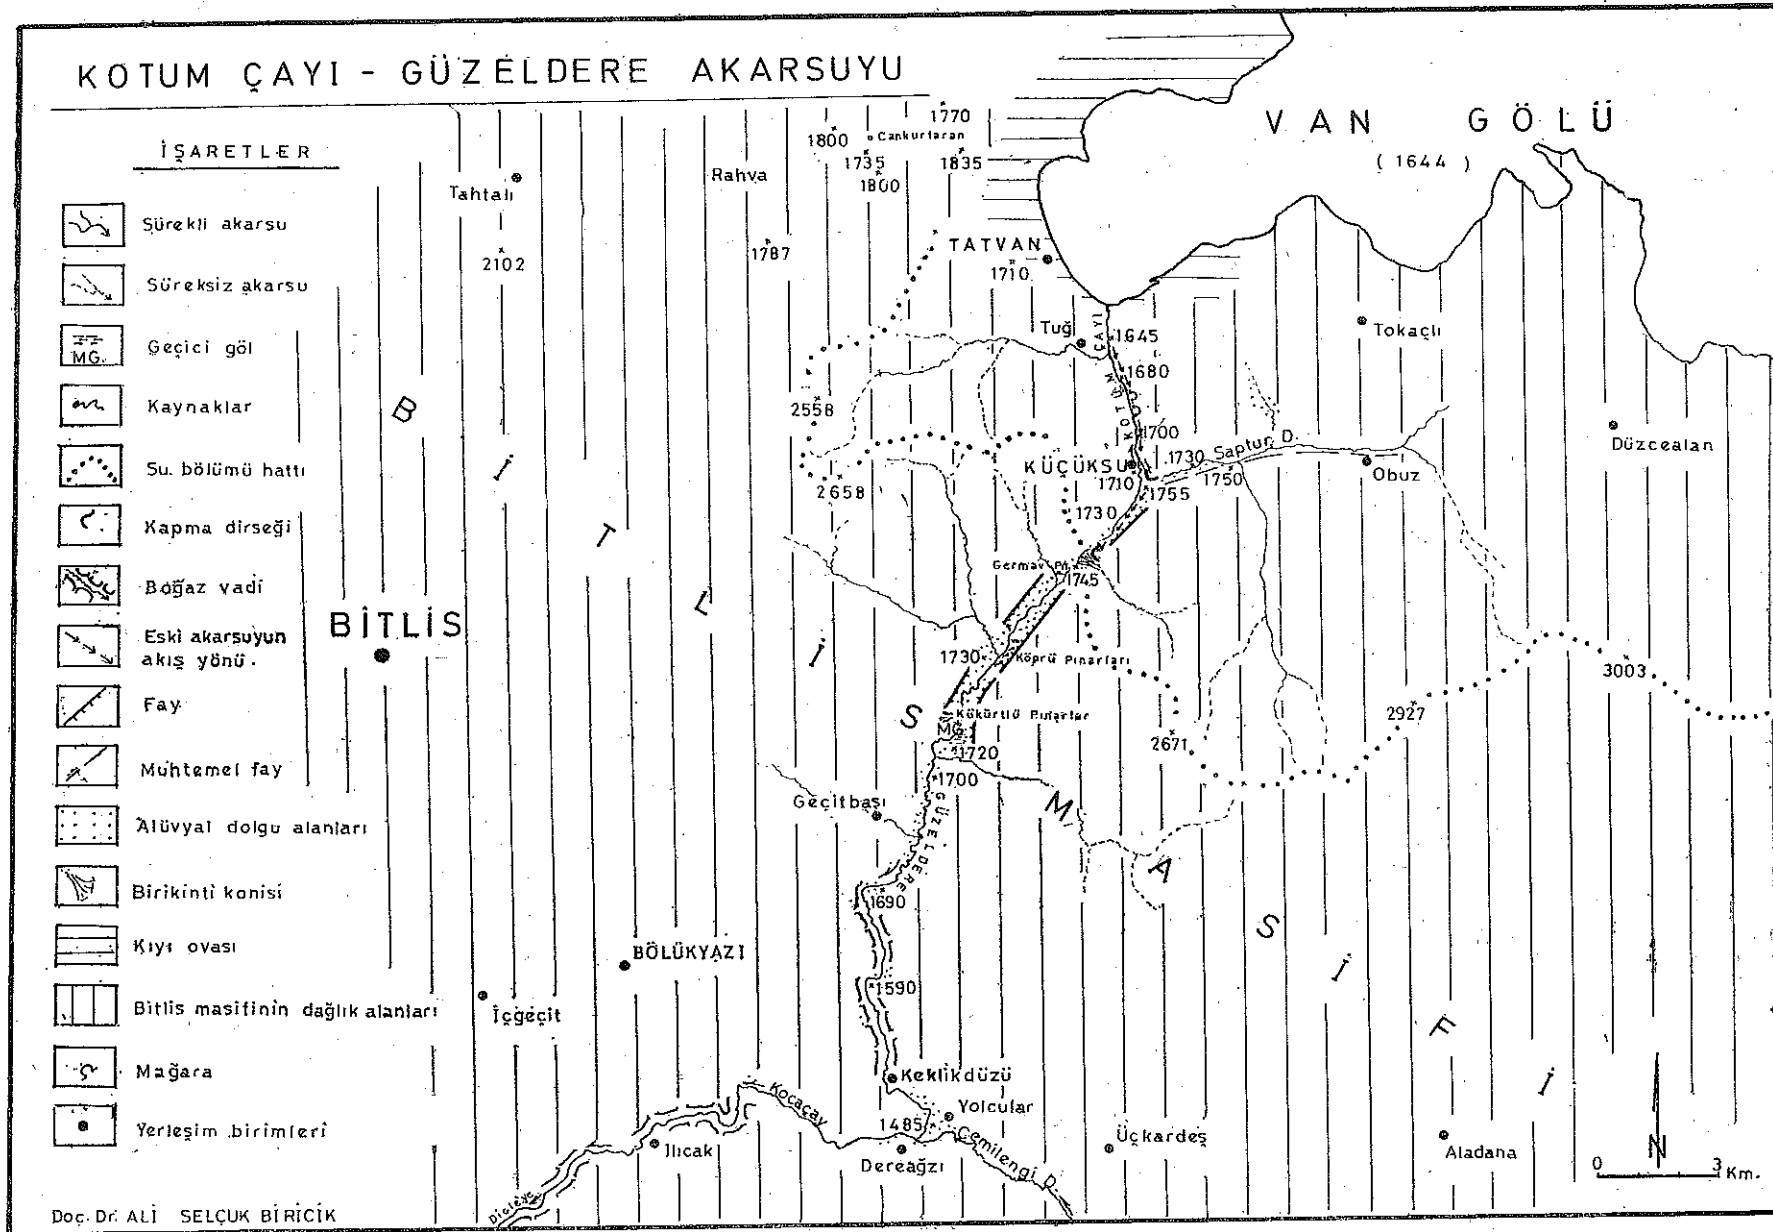 KOTUM ÇAYI - GÜZELDERE AKARSUYU
İŞARETLER
Sürekli akarsu
Süreksiz akarsu
MG.
Geçici göl
Kaynaklar
Su bölümü hattı
Kapma dirseği
Boğaz vadi
Eski akarsuyun
akış yönü.
Fay
Muhtemel fay
Alüvyal dolgu alanları
Birikinti konisi
Kıyı ovası
Bitlis masifinin dağlık alanları
Mağara
Yerleşim birimleri
Doç. Dr. ALİ SELÇUK BİRİCİK
VAN GÖLÜ
( 1644 )
1770
1800
Cankurtaran
1735
1835
1800
Rahva
Tahtalı
2102
1787
TATVAN
1710
Tuğ
1645
1680
KOTUM ÇAYI
1700
Tokaçlı
Düzcealan
2558
2658
KÜÇÜKSU
1710
1730 Saptur D.
1755
1750
Obuz
1730
Germav Pn.
1745
BİTLİS
BİTLİS MASİFİ
1730
Köprü Pınarları
Kükürtlü Pınarlar
MG.
1720
1700
2671
2927
3003
Geçitbaşı
GÜZELDERE
1690
BÖLÜKYAZI
İçgeçit
1590
Keklikdüzü
Yolcular
1485
Kocaçay
Cemilengi D.
Ilıcak
Dereağzı
Üçkardeş
Aladana
Dicleye
N
0 3 Km.